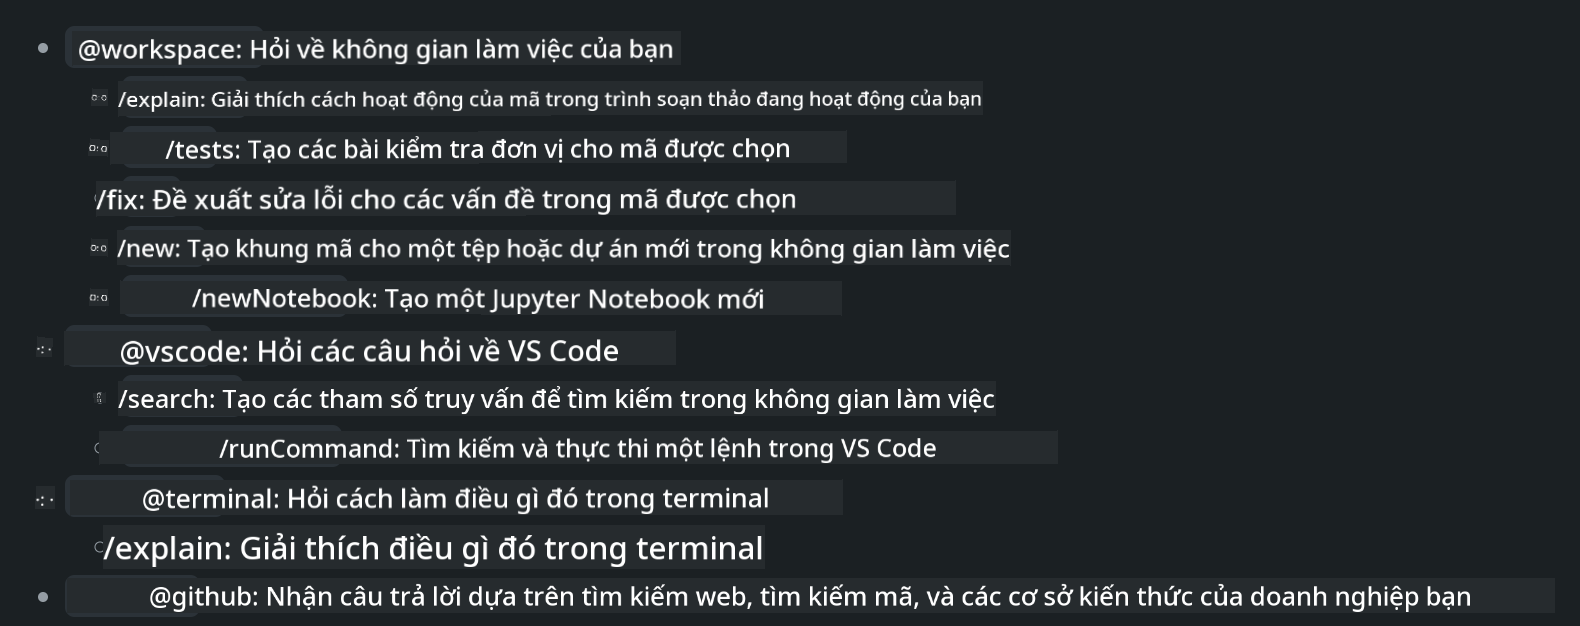 @workspace: Hỏi về không gian làm việc của bạn
/explain: Giải thích cách hoạt động của mã trong trình soạn thảo đang hoạt động của bạn
/tests: Tạo các bài kiểm tra đơn vị cho mã được chọn
/fix: Đề xuất sửa lỗi cho các vấn đề trong mã được chọn
/new: Tạo khung mã cho một tệp hoặc dự án mới trong không gian làm việc
/newNotebook: Tạo một Jupyter Notebook mới
@vscode: Hỏi các câu hỏi về VS Code
/search: Tạo các tham số truy vấn để tìm kiếm trong không gian làm việc
/runCommand: Tìm kiếm và thực thi một lệnh trong VS Code
@terminal: Hỏi cách làm điều gì đó trong terminal
/explain: Giải thích điều gì đó trong terminal
@github: Nhận câu trả lời dựa trên tìm kiếm web, tìm kiếm mã, và các cơ sở kiến thức của doanh nghiệp bạn